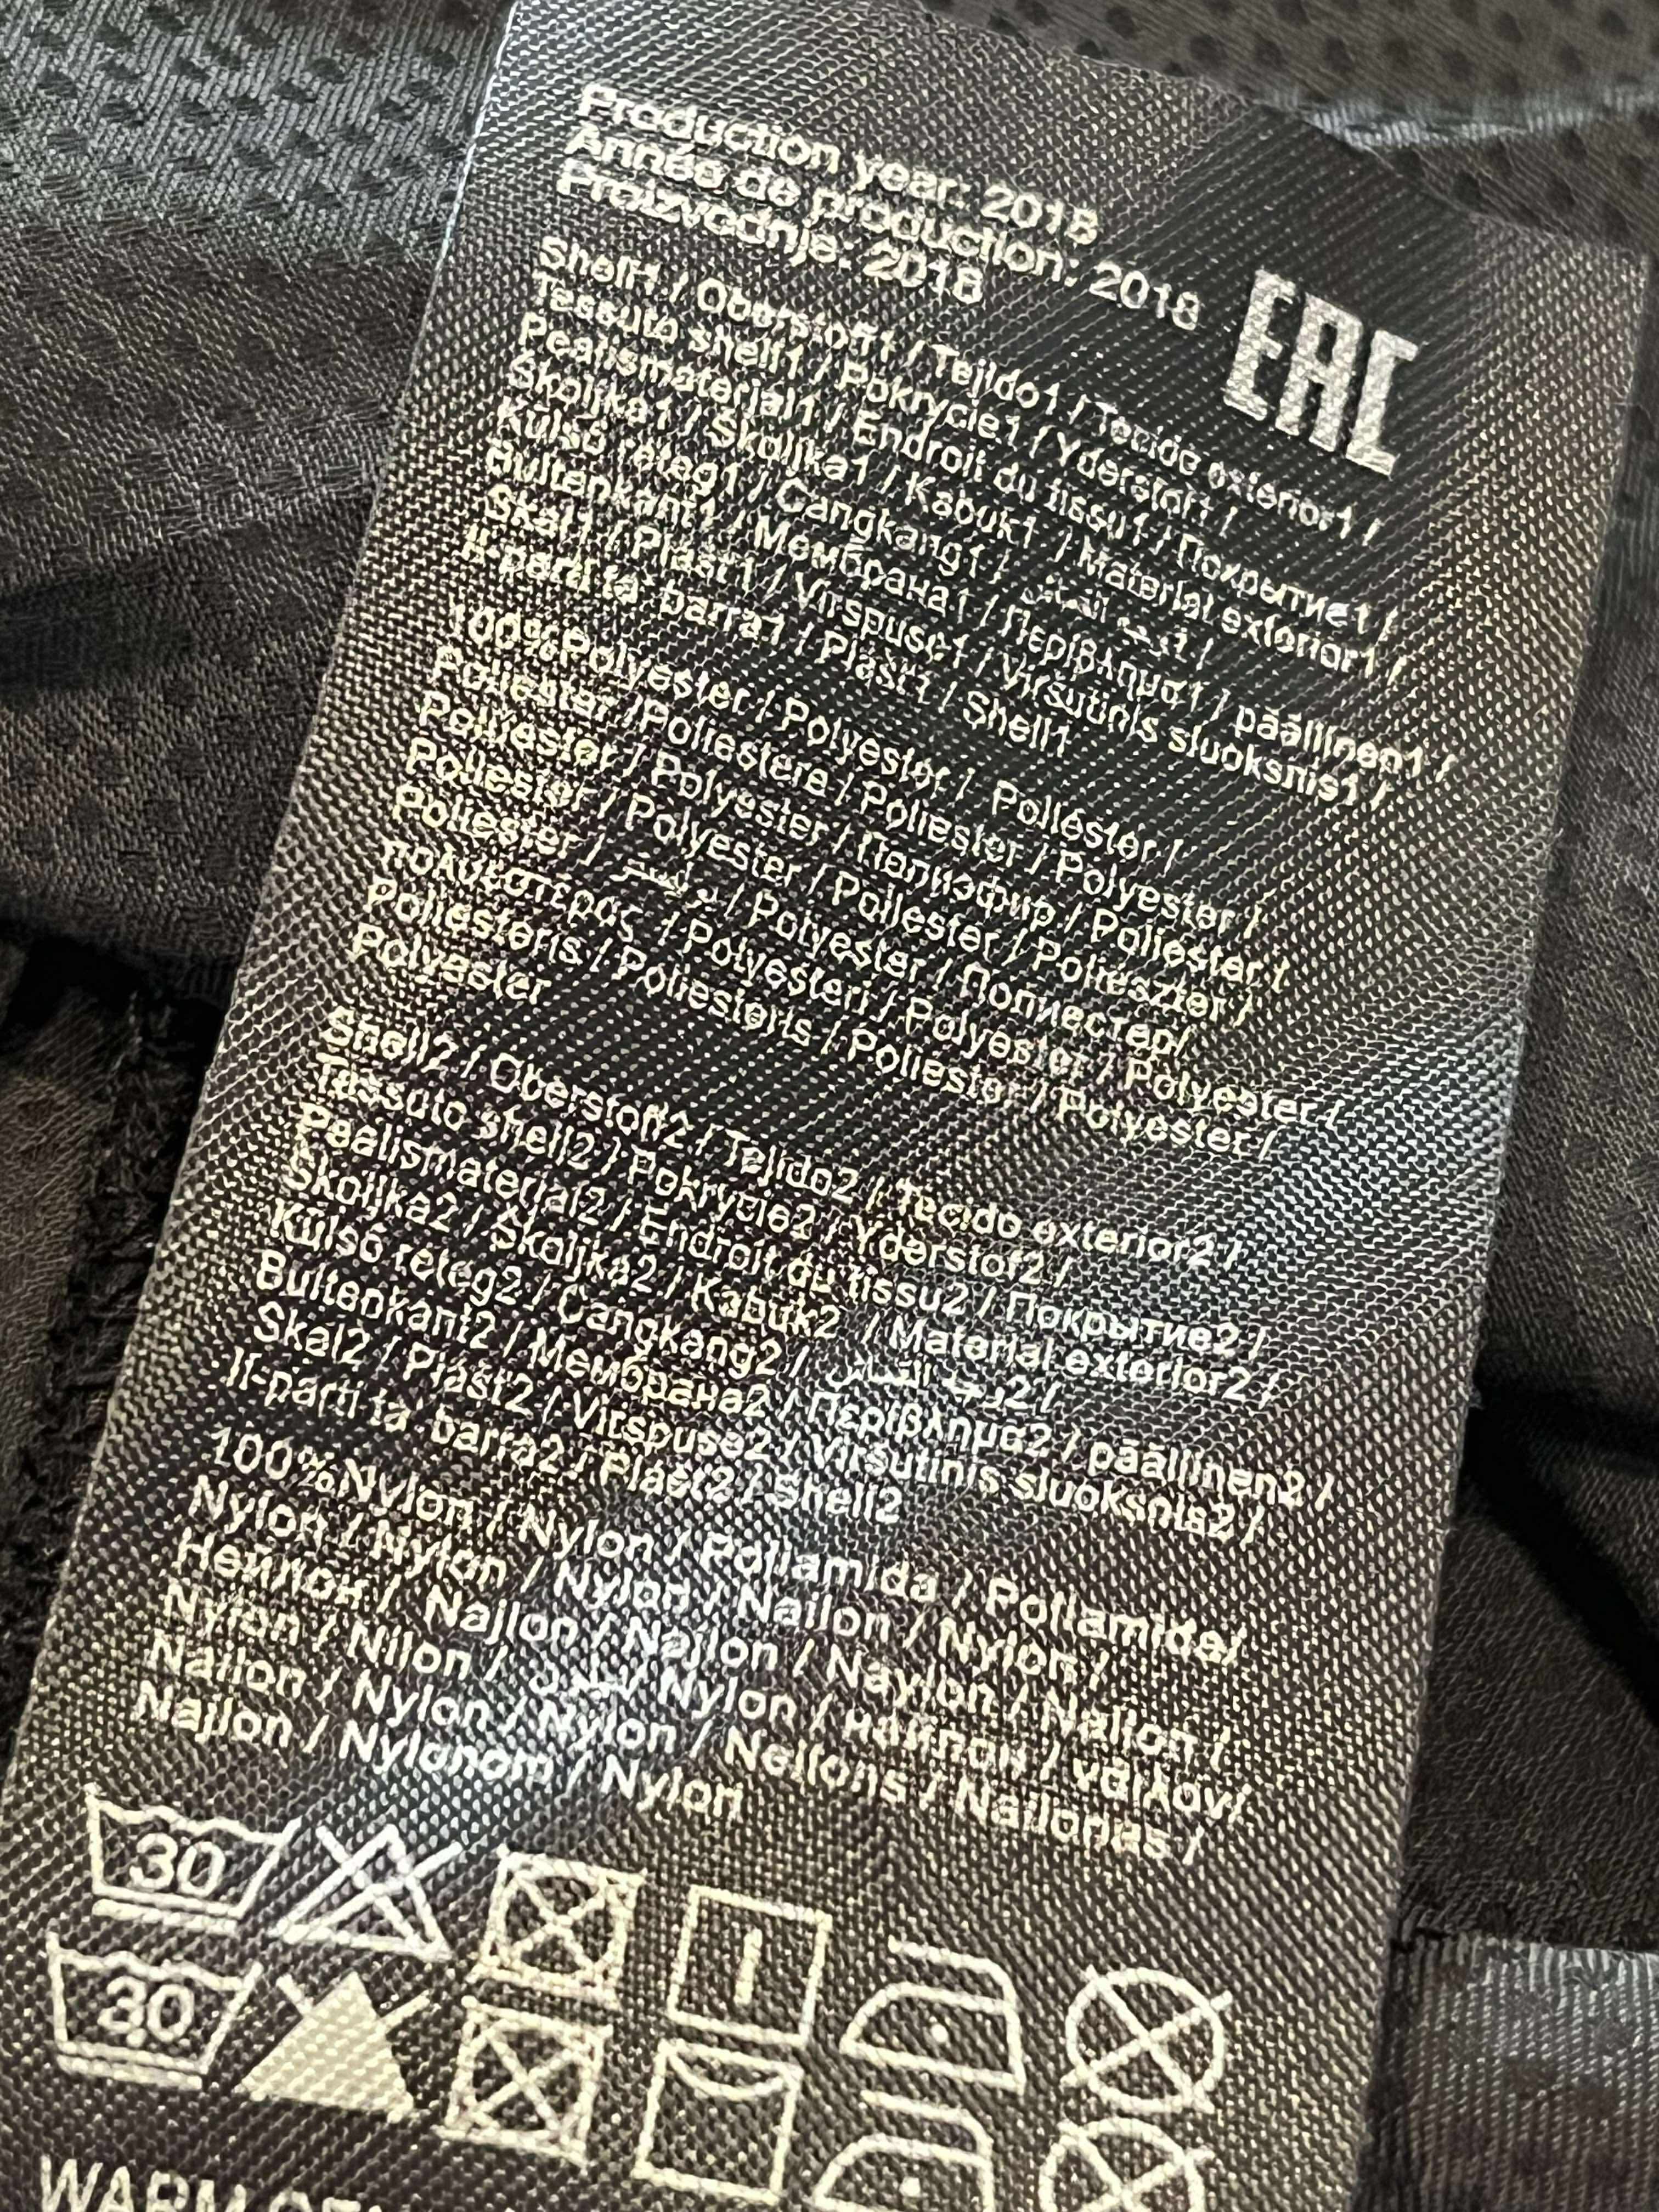 Production year: 2018
Année de production: 2018
Proizvodnje: 2018
EAC
Shell1 / Oberstoff1 / Tejido1 / Tecido exterior1 /
Tessuto shell1 / Pokrycie1 / Yderstof1 /
Pealismaterjal1 / Endroit du tissu1 / Покрытие1 /
Školjka1 / Školjka1 / Kabuk1 / Material exterior1 /
Külső réteg1 / Cangkang1 /
Buitenkant1 / Мембрана1 / Περίβλημα1 / päällinen1 /
Skal1 / Plášť1 / Virspuse1 / Viršutinis sluoksnis1 /
Il-parti ta' barra1 / Plášť1 / Shell1
100%Polyester / Polyester / Poliéster /
Poliéster / Poliestere / Poliester / Polyester /
Polüester / Polyester / Полиэфир / Poliester /
Poliester / Polyester / Poliester / Poliészter /
Poliester / بوليستر / Polyester / Полиестер/
Πολυεστέρας / Polyesteri / Polyester / Polyester /
Poliesteris / Poliesteris / Poliester / Polyester /
Polyester
Shell2 / Oberstoff2 / Tejido2 / Tecido exterior2 /
Tessuto shell2 / Pokrycie2 / Yderstof2 /
Pealismaterjal2 / Endroit du tissu2 / Покрытие2 /
Školjka2 / Školjka2 / Kabuk2 / Material exterior2 /
Külső réteg2 / Cangkang2 /
Buitenkant2 / Мембрана2 / Περίβλημα2 / päällinen2 /
Skal2 / Plášť2 / Virspuse2 / Viršutinis sluoksnis2 /
Il-parti ta' barra2 / Plášť2 / Shell2
100%Nylon / Nylon / Poliamida / Poliamida/
Nylon / Nylon / Nylon / Nailon / Nylon /
Нейлон / Najlon / Najlon / Naylon / Nailon /
Nylon / Nilon / نايلون / Nylon / найлон / νάιλον/
Nailon / Nylon / Nylon / Neilons / Nailonas /
Najlon / Nylonom / Nylon
30
30